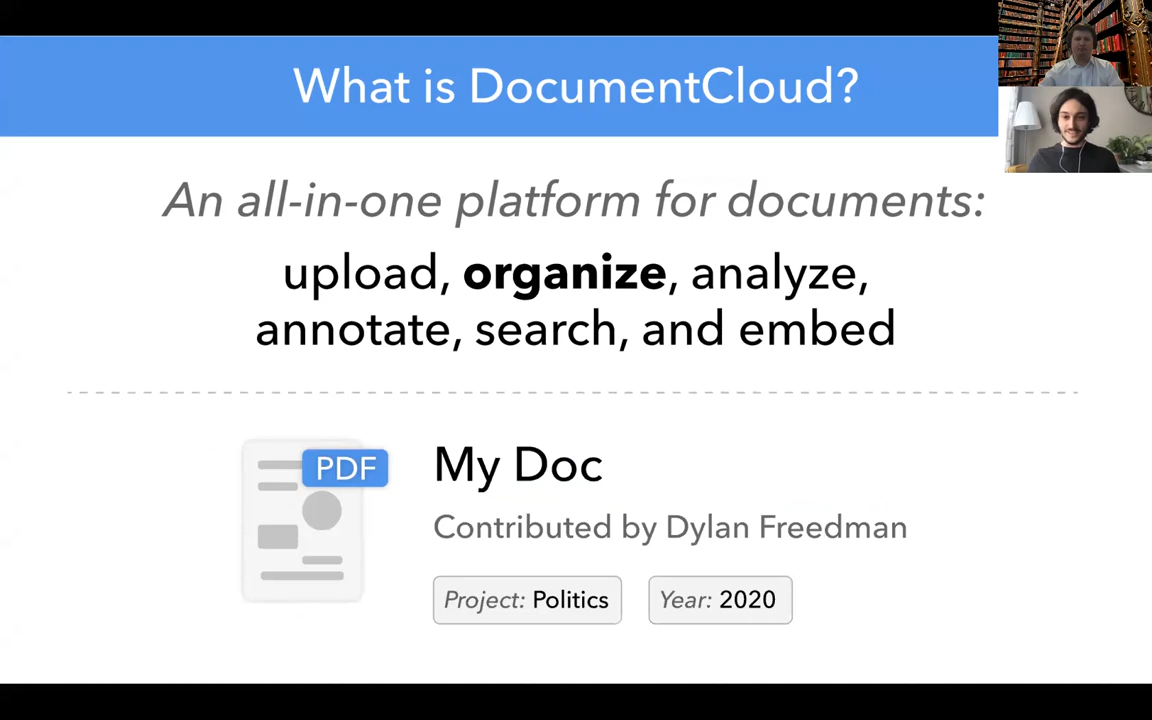 What is DocumentCloud?
An all-in-one platform for documents:
upload, organize, analyze,
annotate, search, and embed
PDF
My Doc
Contributed by Dylan Freedman
Project: Politics
Year: 2020